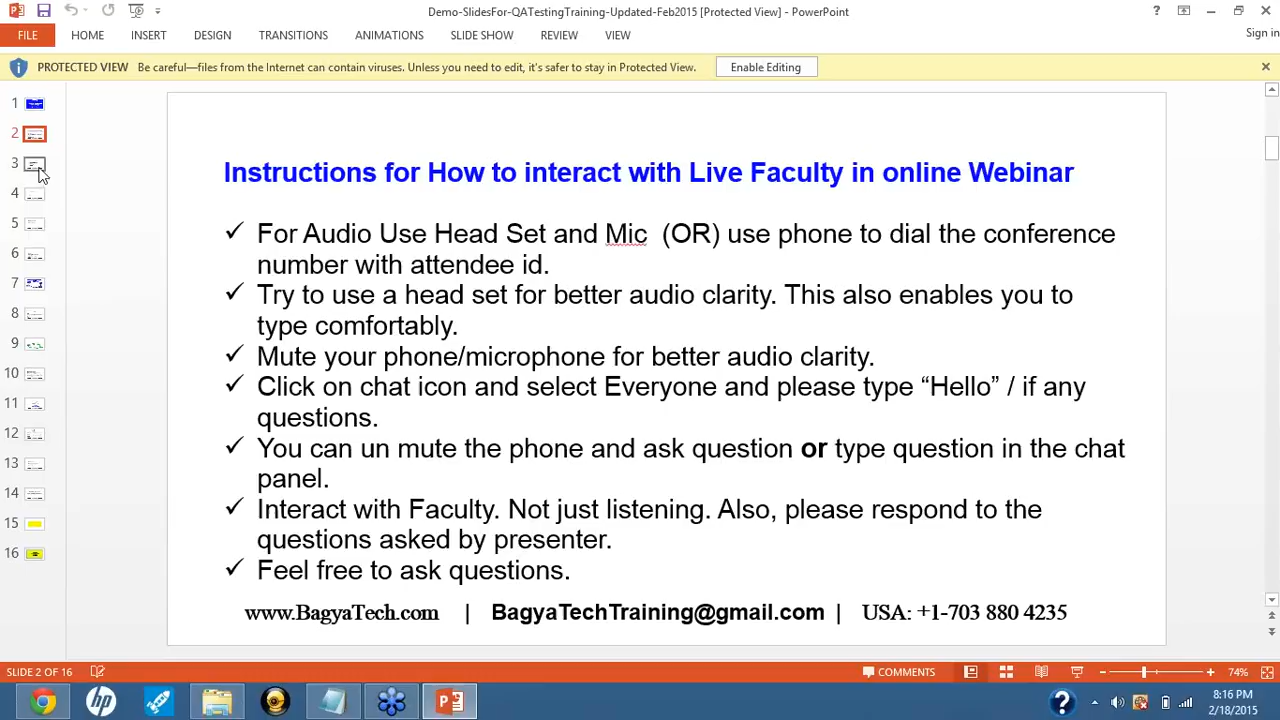 Demo-SlidesFor-QATestingTraining-Updated-Feb2015 [Protected View] - PowerPoint
FILE HOME INSERT DESIGN TRANSITIONS ANIMATIONS SLIDE SHOW REVIEW VIEW Sign in
PROTECTED VIEW Be careful—files from the Internet can contain viruses. Unless you need to edit, it's safer to stay in Protected View. Enable Editing
1
2
3
4
5
6
7
8
9
10
11
12
13
14
15
16
Instructions for How to interact with Live Faculty in online Webinar
✓ For Audio Use Head Set and Mic (OR) use phone to dial the conference
number with attendee id.
✓ Try to use a head set for better audio clarity. This also enables you to
type comfortably.
✓ Mute your phone/microphone for better audio clarity.
✓ Click on chat icon and select Everyone and please type “Hello” / if any
questions.
✓ You can un mute the phone and ask question or type question in the chat
panel.
✓ Interact with Faculty. Not just listening. Also, please respond to the
questions asked by presenter.
✓ Feel free to ask questions.
www.BagyaTech.com | BagyaTechTraining@gmail.com | USA: +1-703 880 4235
SLIDE 2 OF 16 COMMENTS 74%
8:16 PM
2/18/2015